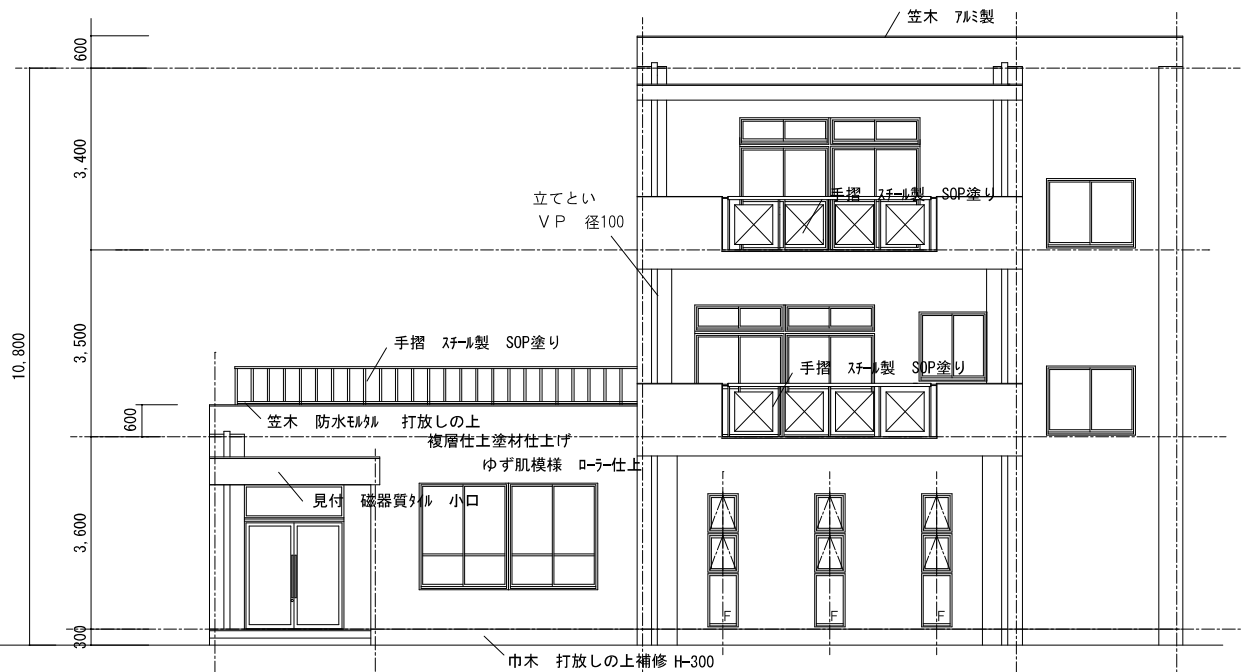 笠木 アルミ製
600
3,400
手摺 スチール製 SOP塗り
立てとい
VP 径100
10,800
3,500
手摺 スチール製 SOP塗り
手摺 スチール製 SOP塗り
600
笠木 防水モルタル 打放しの上
複層仕上塗材仕上げ
ゆず肌模様 ローラー仕上
見付 磁器質タイル 小口
3,600
F
F
F
300
巾木 打放しの上補修 H-300